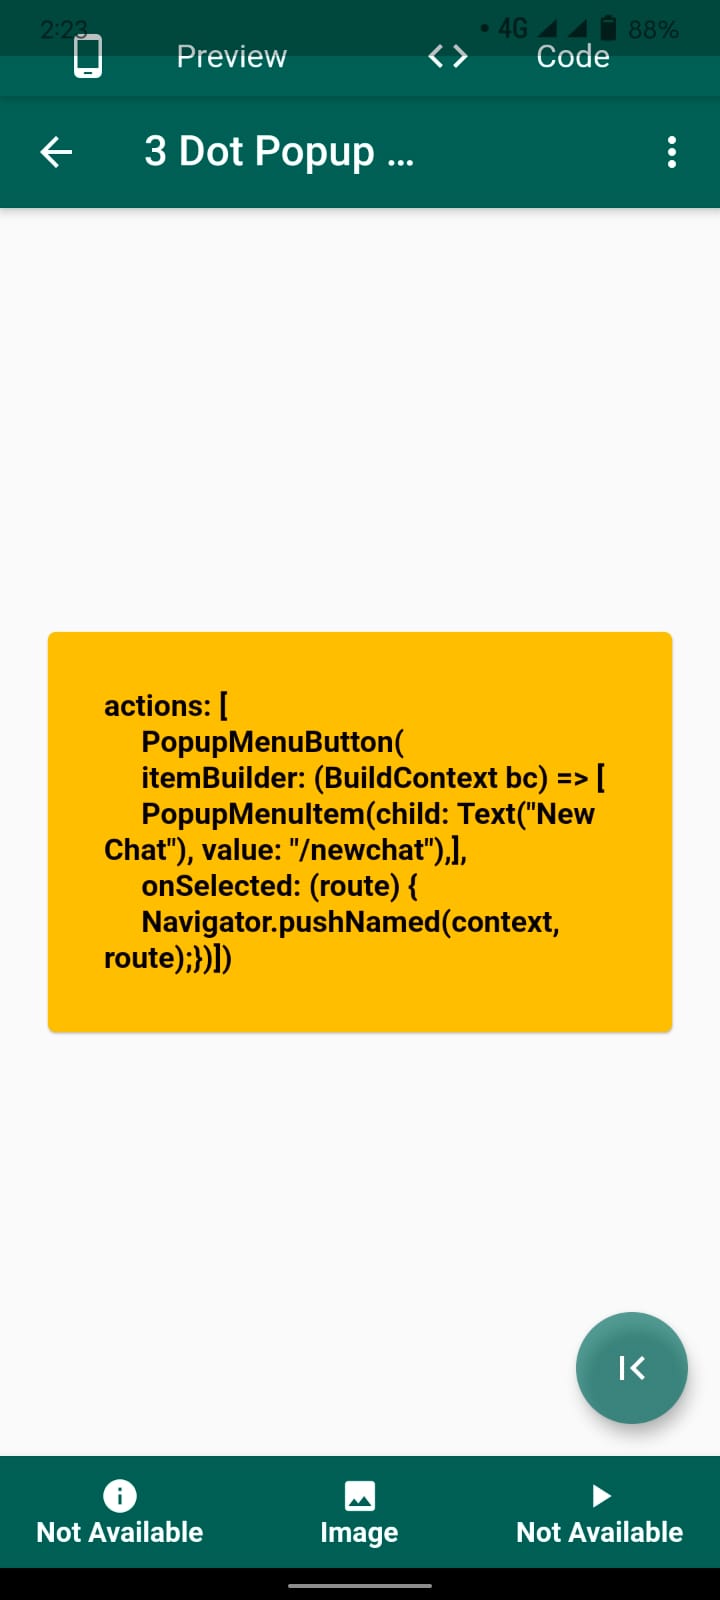 2:23
4G
88%
Preview
<> Code
3 Dot Popup ...
actions: [
PopupMenuButton(
itemBuilder: (BuildContext bc) => [
PopupMenuItem(child: Text("New
Chat"), value: "/newchat"),],
onSelected: (route) {
Navigator.pushNamed(context,
route);})])
Not Available
Image
Not Available